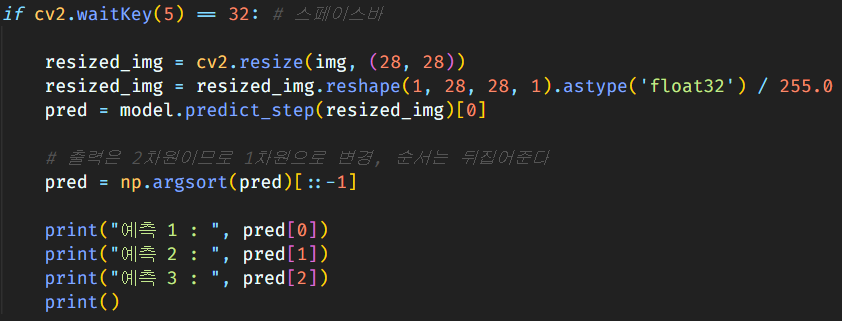 if cv2.waitKey(5) == 32: # 스페이스바
resized_img = cv2.resize(img, (28, 28))
resized_img = resized_img.reshape(1, 28, 28, 1).astype('float32') / 255.0
pred = model.predict_step(resized_img)[0]
# 출력은 2차원이므로 1차원으로 변경, 순서는 뒤집어준다
pred = np.argsort(pred)[::-1]
print("예측 1 : ", pred[0])
print("예측 2 : ", pred[1])
print("예측 3 : ", pred[2])
print()